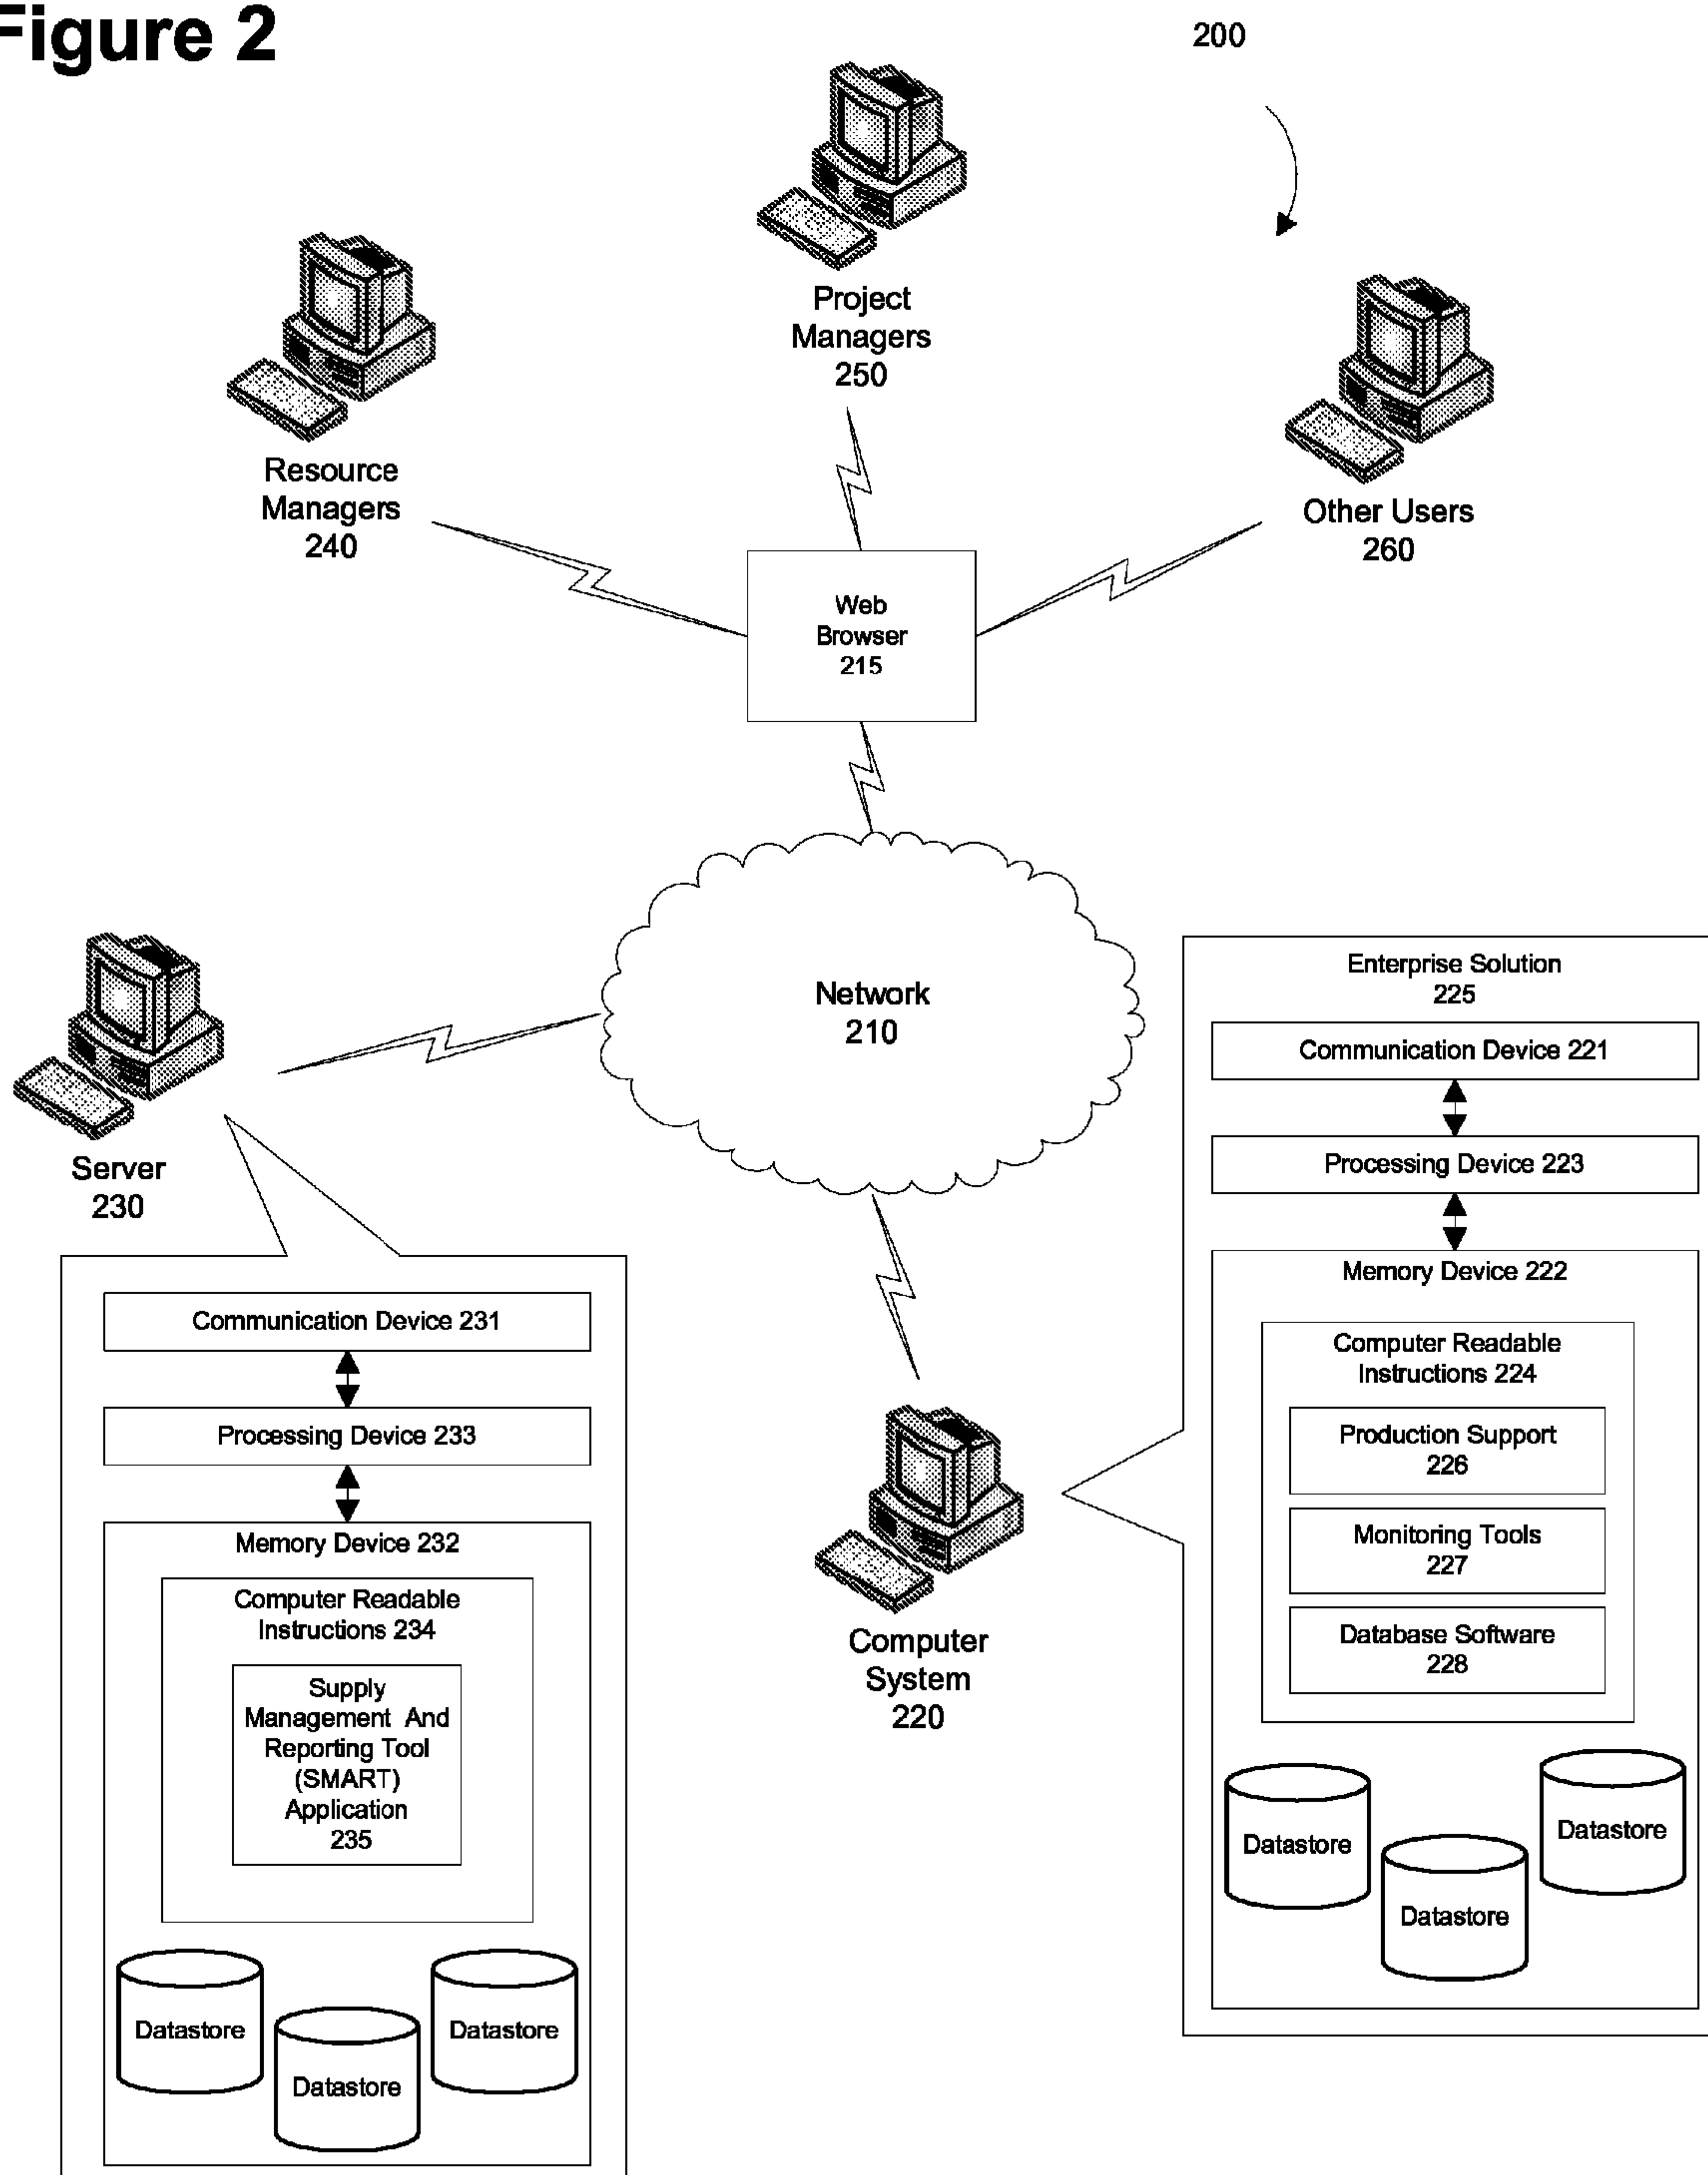 Figure 2
200
Project
Managers
250
Resource
Managers
240
Other Users
260
Web
Browser
215
Network
210
Server
230
Computer
System
220
Enterprise Solution
225
Communication Device 221
Processing Device 223
Memory Device 222
Computer Readable
Instructions 224
Production Support
226
Monitoring Tools
227
Database Software
228
Datastore
Datastore
Datastore
Communication Device 231
Processing Device 233
Memory Device 232
Computer Readable
Instructions 234
Supply
Management And
Reporting Tool
(SMART)
Application
235
Datastore
Datastore
Datastore